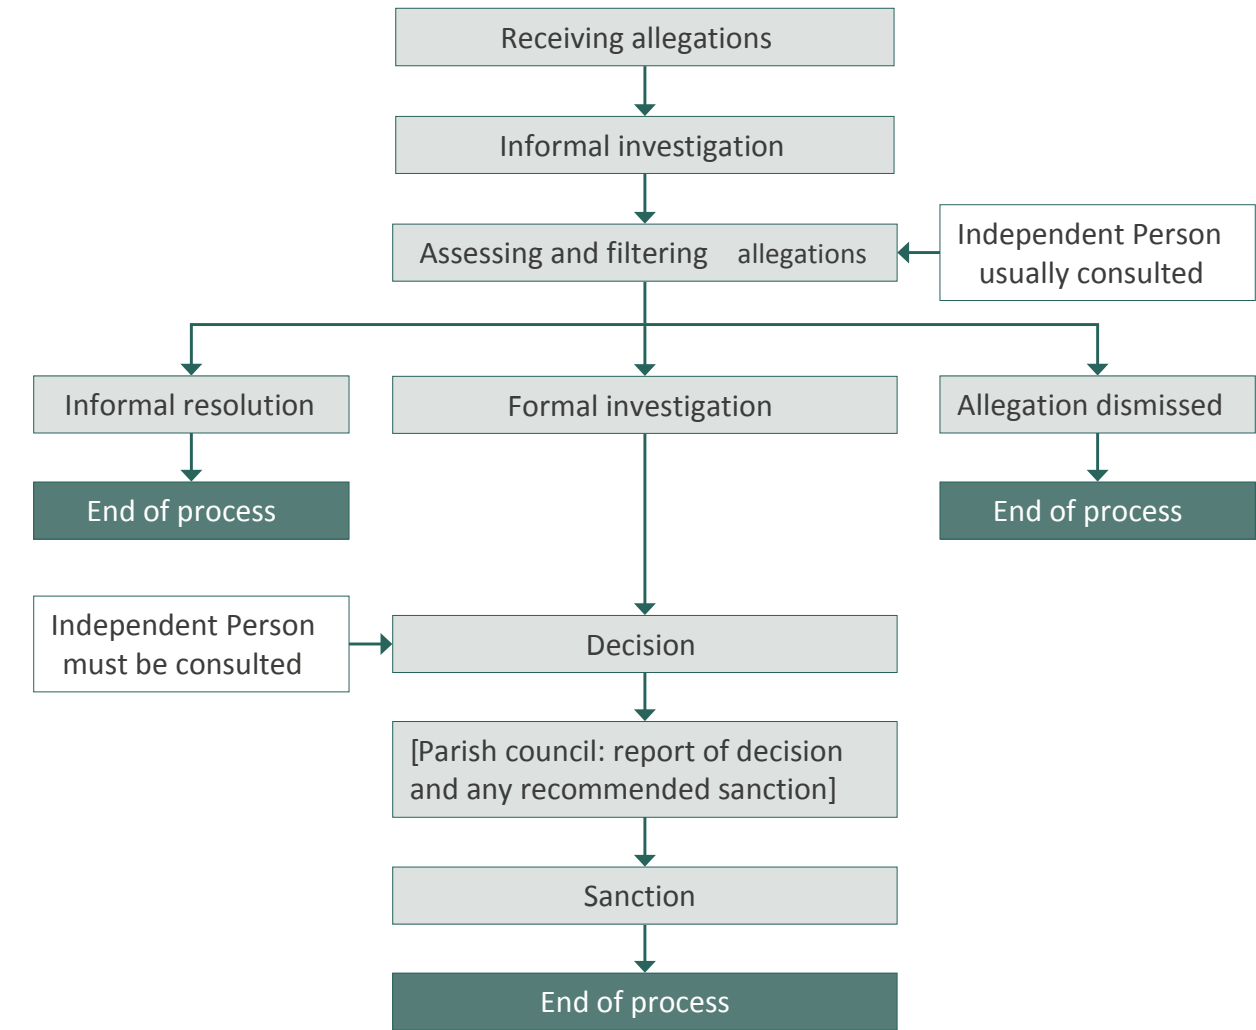 Receiving allegations
Informal investigation
Assessing and filtering allegations
Independent Person
usually consulted
Informal resolution
Formal investigation
Allegation dismissed
End of process
End of process
Independent Person
must be consulted
Decision
[Parish council: report of decision
and any recommended sanction]
Sanction
End of process